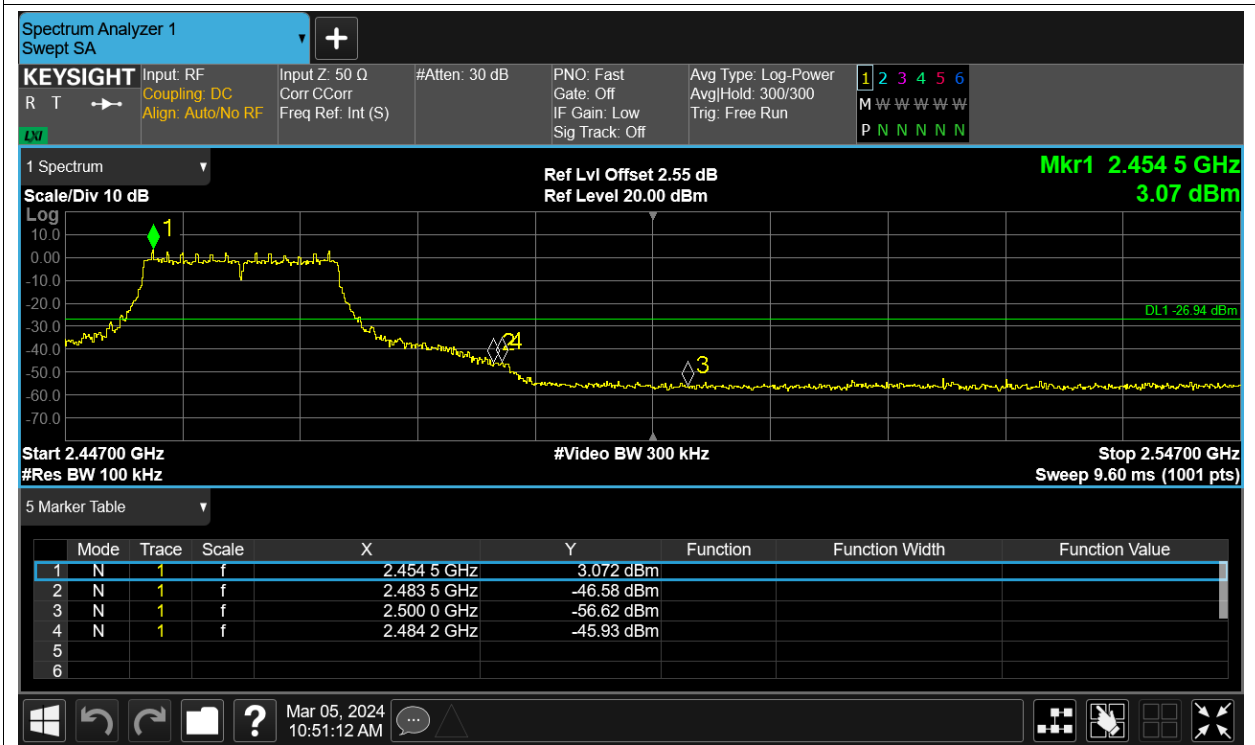 Spectrum Analyzer 1
Swept SA
KEYSIGHT
R T
LXI
Input: RF
Coupling: DC
Align: Auto/No RF
Input Z: 50 Ω
Corr CCorr
Freq Ref: Int (S)
#Atten: 30 dB
PNO: Fast
Gate: Off
IF Gain: Low
Sig Track: Off
Avg Type: Log-Power
Avg|Hold: 300/300
Trig: Free Run
1 2 3 4 5 6
M W W W W W
P N N N N N
1 Spectrum
Scale/Div 10 dB
Ref Lvl Offset 2.55 dB
Ref Level 20.00 dBm
Mkr1 2.454 5 GHz
3.07 dBm
Log
10.0
0.00
-10.0
-20.0
-30.0
-40.0
-50.0
-60.0
-70.0
1
2
4
3
DL1 -26.94 dBm
Start 2.44700 GHz
#Video BW 300 kHz
Stop 2.54700 GHz
#Res BW 100 kHz
Sweep 9.60 ms (1001 pts)
5 Marker Table
Mode Trace Scale X Y Function Function Width Function Value
1 N 1 f 2.454 5 GHz 3.072 dBm
2 N 1 f 2.483 5 GHz -46.58 dBm
3 N 1 f 2.500 0 GHz -56.62 dBm
4 N 1 f 2.484 2 GHz -45.93 dBm
5
6
?
Mar 05, 2024
10:51:12 AM